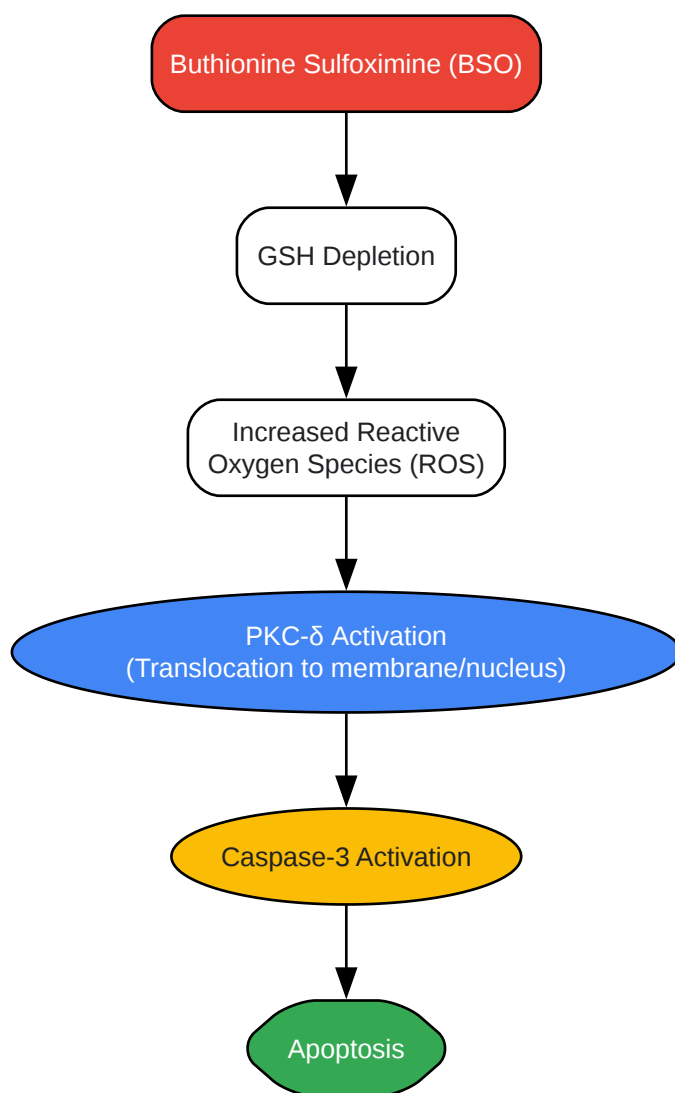 Buthionine Sulfoximine (BSO)
GSH Depletion
Increased Reactive
Oxygen Species (ROS)
PKC-δ Activation
(Translocation to membrane/nucleus)
Caspase-3 Activation
Apoptosis